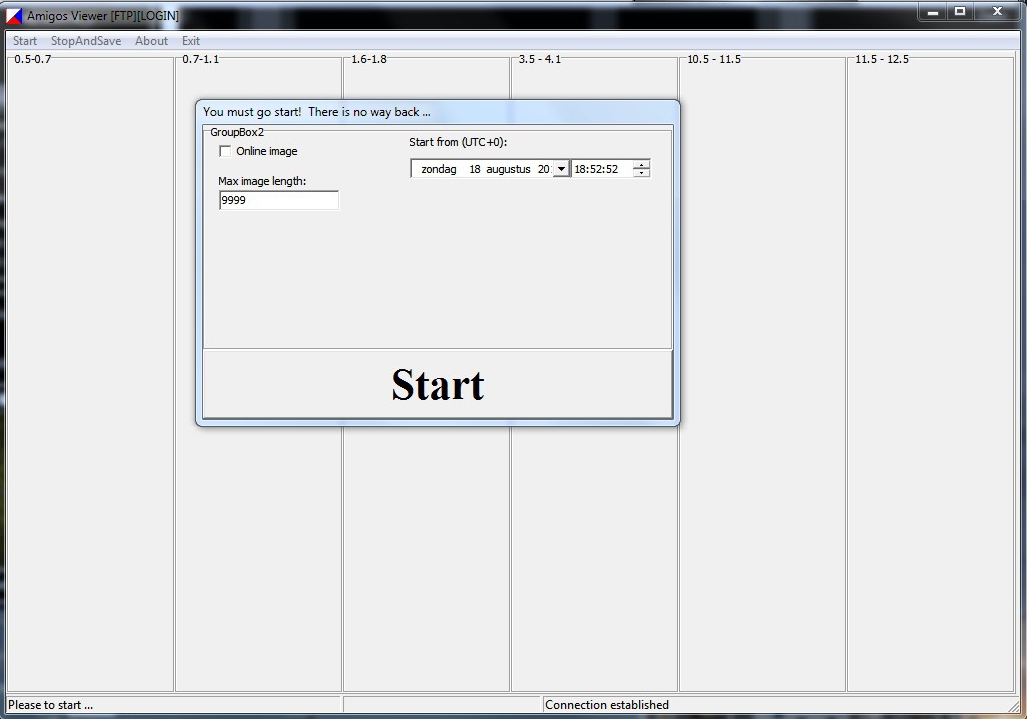 Amigos Viewer [FTP][LOGIN]
Start StopAndSave About Exit
0.5-0.7 0.7-1.1 1.6-1.8 3.5 - 4.1 10.5 - 11.5 11.5 - 12.5
You must go start! There is no way back ...
GroupBox2
Online image
Max image length:
9999
Start from (UTC+0):
zondag 18 augustus 20 18:52:52
Start
Please to start ... Connection established